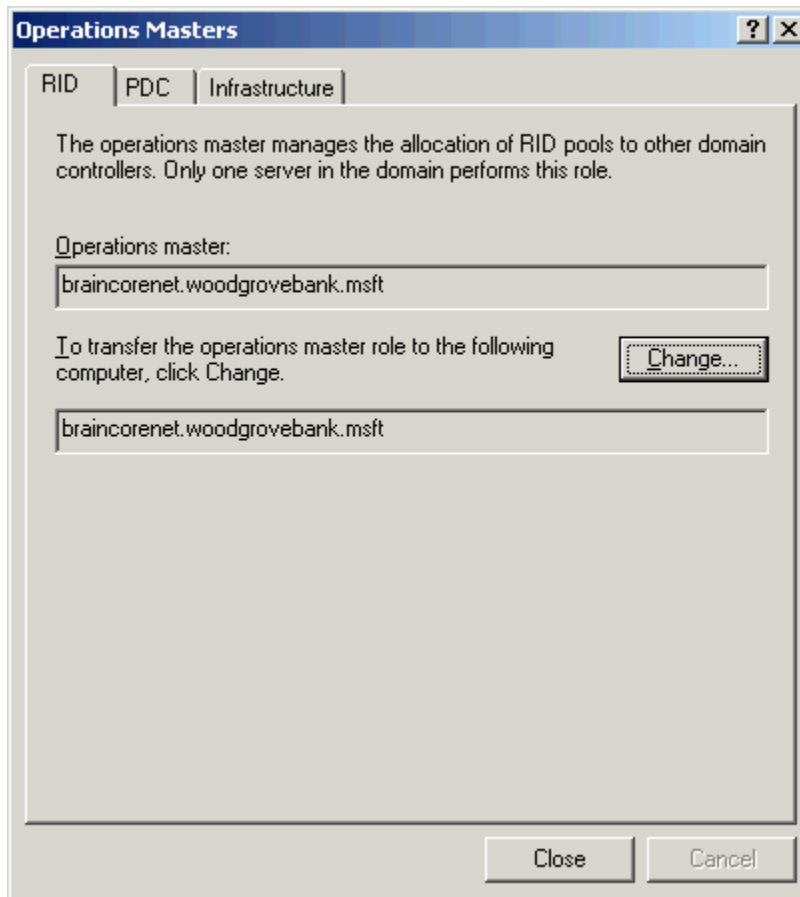 Operations Masters
RID
PDC
Infrastructure
The operations master manages the allocation of RID pools to other domain
controllers. Only one server in the domain performs this role.
Operations master:
braincorenet.woodgrovebank.msft
To transfer the operations master role to the following
computer, click Change.
Change...
braincorenet.woodgrovebank.msft
Close
Cancel